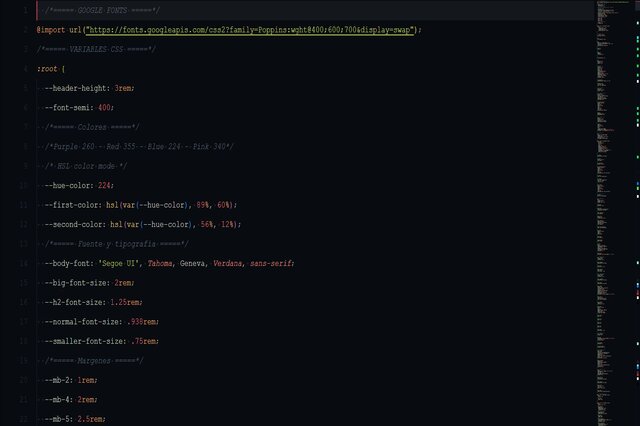 1 /*===== GOOGLE FONTS =====*/
2 @import url("https://fonts.googleapis.com/css2?family=Poppins:wght@400;600;700&display=swap");
3 /*===== VARIABLES CSS =====*/
4 :root {
5 --header-height: 3rem;
6 --font-semi: 400;
7 /*===== Colores =====*/
8 /*Purple 260 - Red 355 - Blue 224 - Pink 340*/
9 /* HSL color mode */
10 --hue-color: 224;
11 --first-color: hsl(var(--hue-color), 89%, 60%);
12 --second-color: hsl(var(--hue-color), 56%, 12%);
13 /*===== Fuente y tipografia =====*/
14 --body-font: 'Segoe UI', Tahoma, Geneva, Verdana, sans-serif;
15 --big-font-size: 2rem;
16 --h2-font-size: 1.25rem;
17 --normal-font-size: .938rem;
18 --smaller-font-size: .75rem;
19 /*===== Margenes =====*/
20 --mb-2: 1rem;
21 --mb-4: 2rem;
22 --mb-5: 2.5rem;